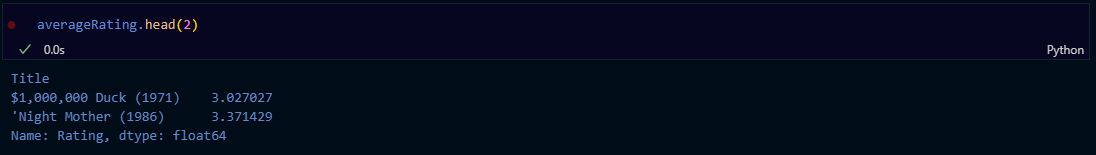 averageRating.head(2)
✓ 0.0s Python
Title
$1,000,000 Duck (1971)    3.027027
'Night Mother (1986)      3.371429
Name: Rating, dtype: float64